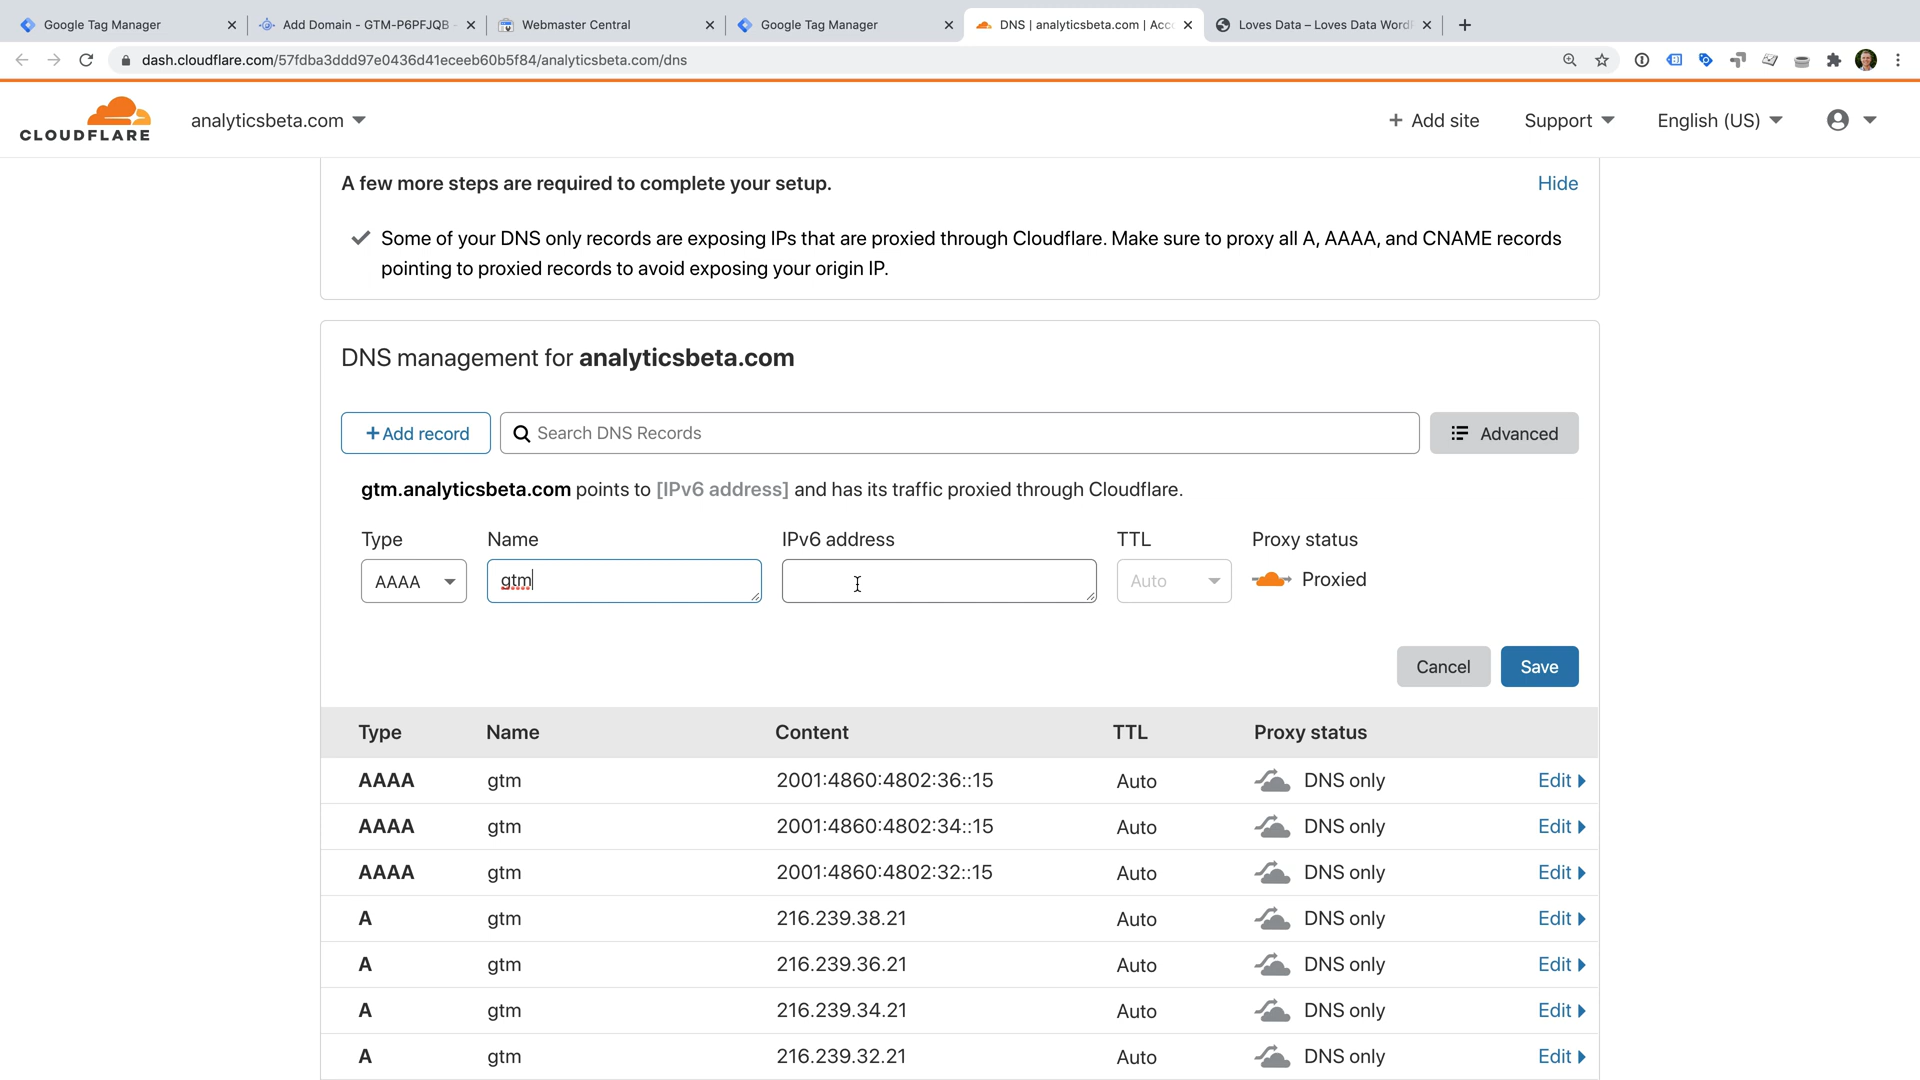 Google Tag Manager
Add Domain - GTM-P6PFJQB -
Webmaster Central
Google Tag Manager
DNS | analyticsbeta.com | Acc
Loves Data – Loves Data WordP
dash.cloudflare.com/57fdba3ddd97e0436d41eceeb60b5f84/analyticsbeta.com/dns
CLOUDFLARE
analyticsbeta.com
+ Add site
Support
English (US)
A few more steps are required to complete your setup.
Hide
Some of your DNS only records are exposing IPs that are proxied through Cloudflare. Make sure to proxy all A, AAAA, and CNAME records
pointing to proxied records to avoid exposing your origin IP.
DNS management for analyticsbeta.com
+ Add record
Search DNS Records
Advanced
gtm.analyticsbeta.com points to [IPv6 address] and has its traffic proxied through Cloudflare.
Type Name IPv6 address TTL Proxy status
AAAA gtm Auto Proxied
Cancel Save
Type Name Content TTL Proxy status
AAAA gtm 2001:4860:4802:36::15 Auto DNS only Edit
AAAA gtm 2001:4860:4802:34::15 Auto DNS only Edit
AAAA gtm 2001:4860:4802:32::15 Auto DNS only Edit
A gtm 216.239.38.21 Auto DNS only Edit
A gtm 216.239.36.21 Auto DNS only Edit
A gtm 216.239.34.21 Auto DNS only Edit
A gtm 216.239.32.21 Auto DNS only Edit